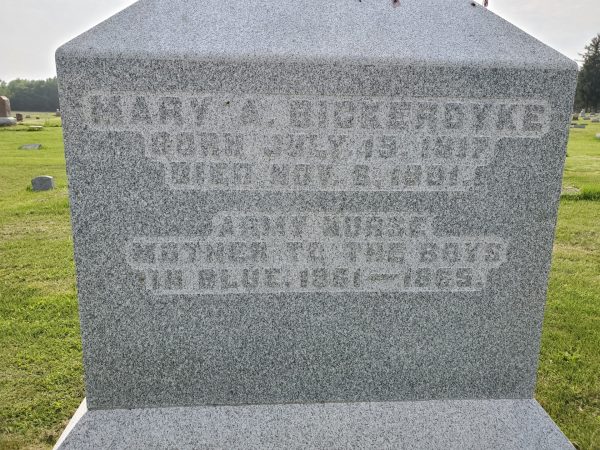 MARY A. BICKERDYKE
BORN JULY 19, 1817
DIED NOV. 8, 1901.
ARMY NURSE
MOTHER TO THE BOYS
IN BLUE. 1861—1865.